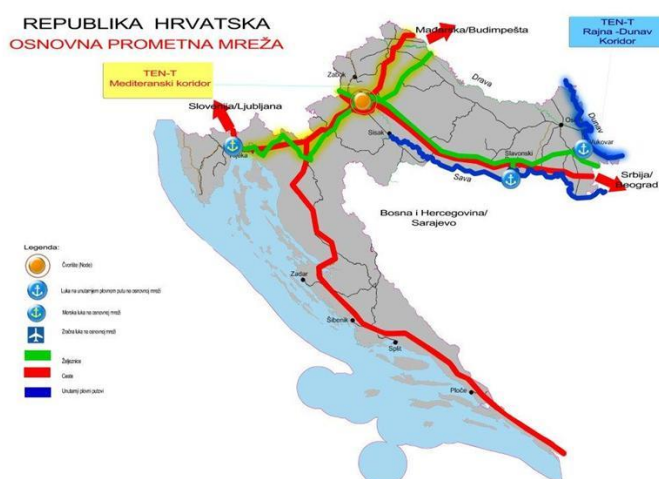 REPUBLIKA HRVATSKA
OSNOVNA PROMETNA MREŽA
Mađarska/Budimpešta
TEN-T
Rajna -Dunav
Koridor
TEN-T
Mediteranski koridor
Slovenija/Ljubljana
Zabok
Drava
Dunav
Sisak
Slavonski
Vukovar
Sava
Srbija/
Beograd
Bosna i Hercegovina/
Sarajevo
Legenda:
Čvorište (Node)
Luka na unutarnjem plovnom putu na osnovnoj mreži
Morska luka na osnovnoj mreži
Zračna luka na osnovnoj mreži
Željeznice
Ceste
Unutarnji plovni putovi
Zadar
Šibenik
Split
Ploče